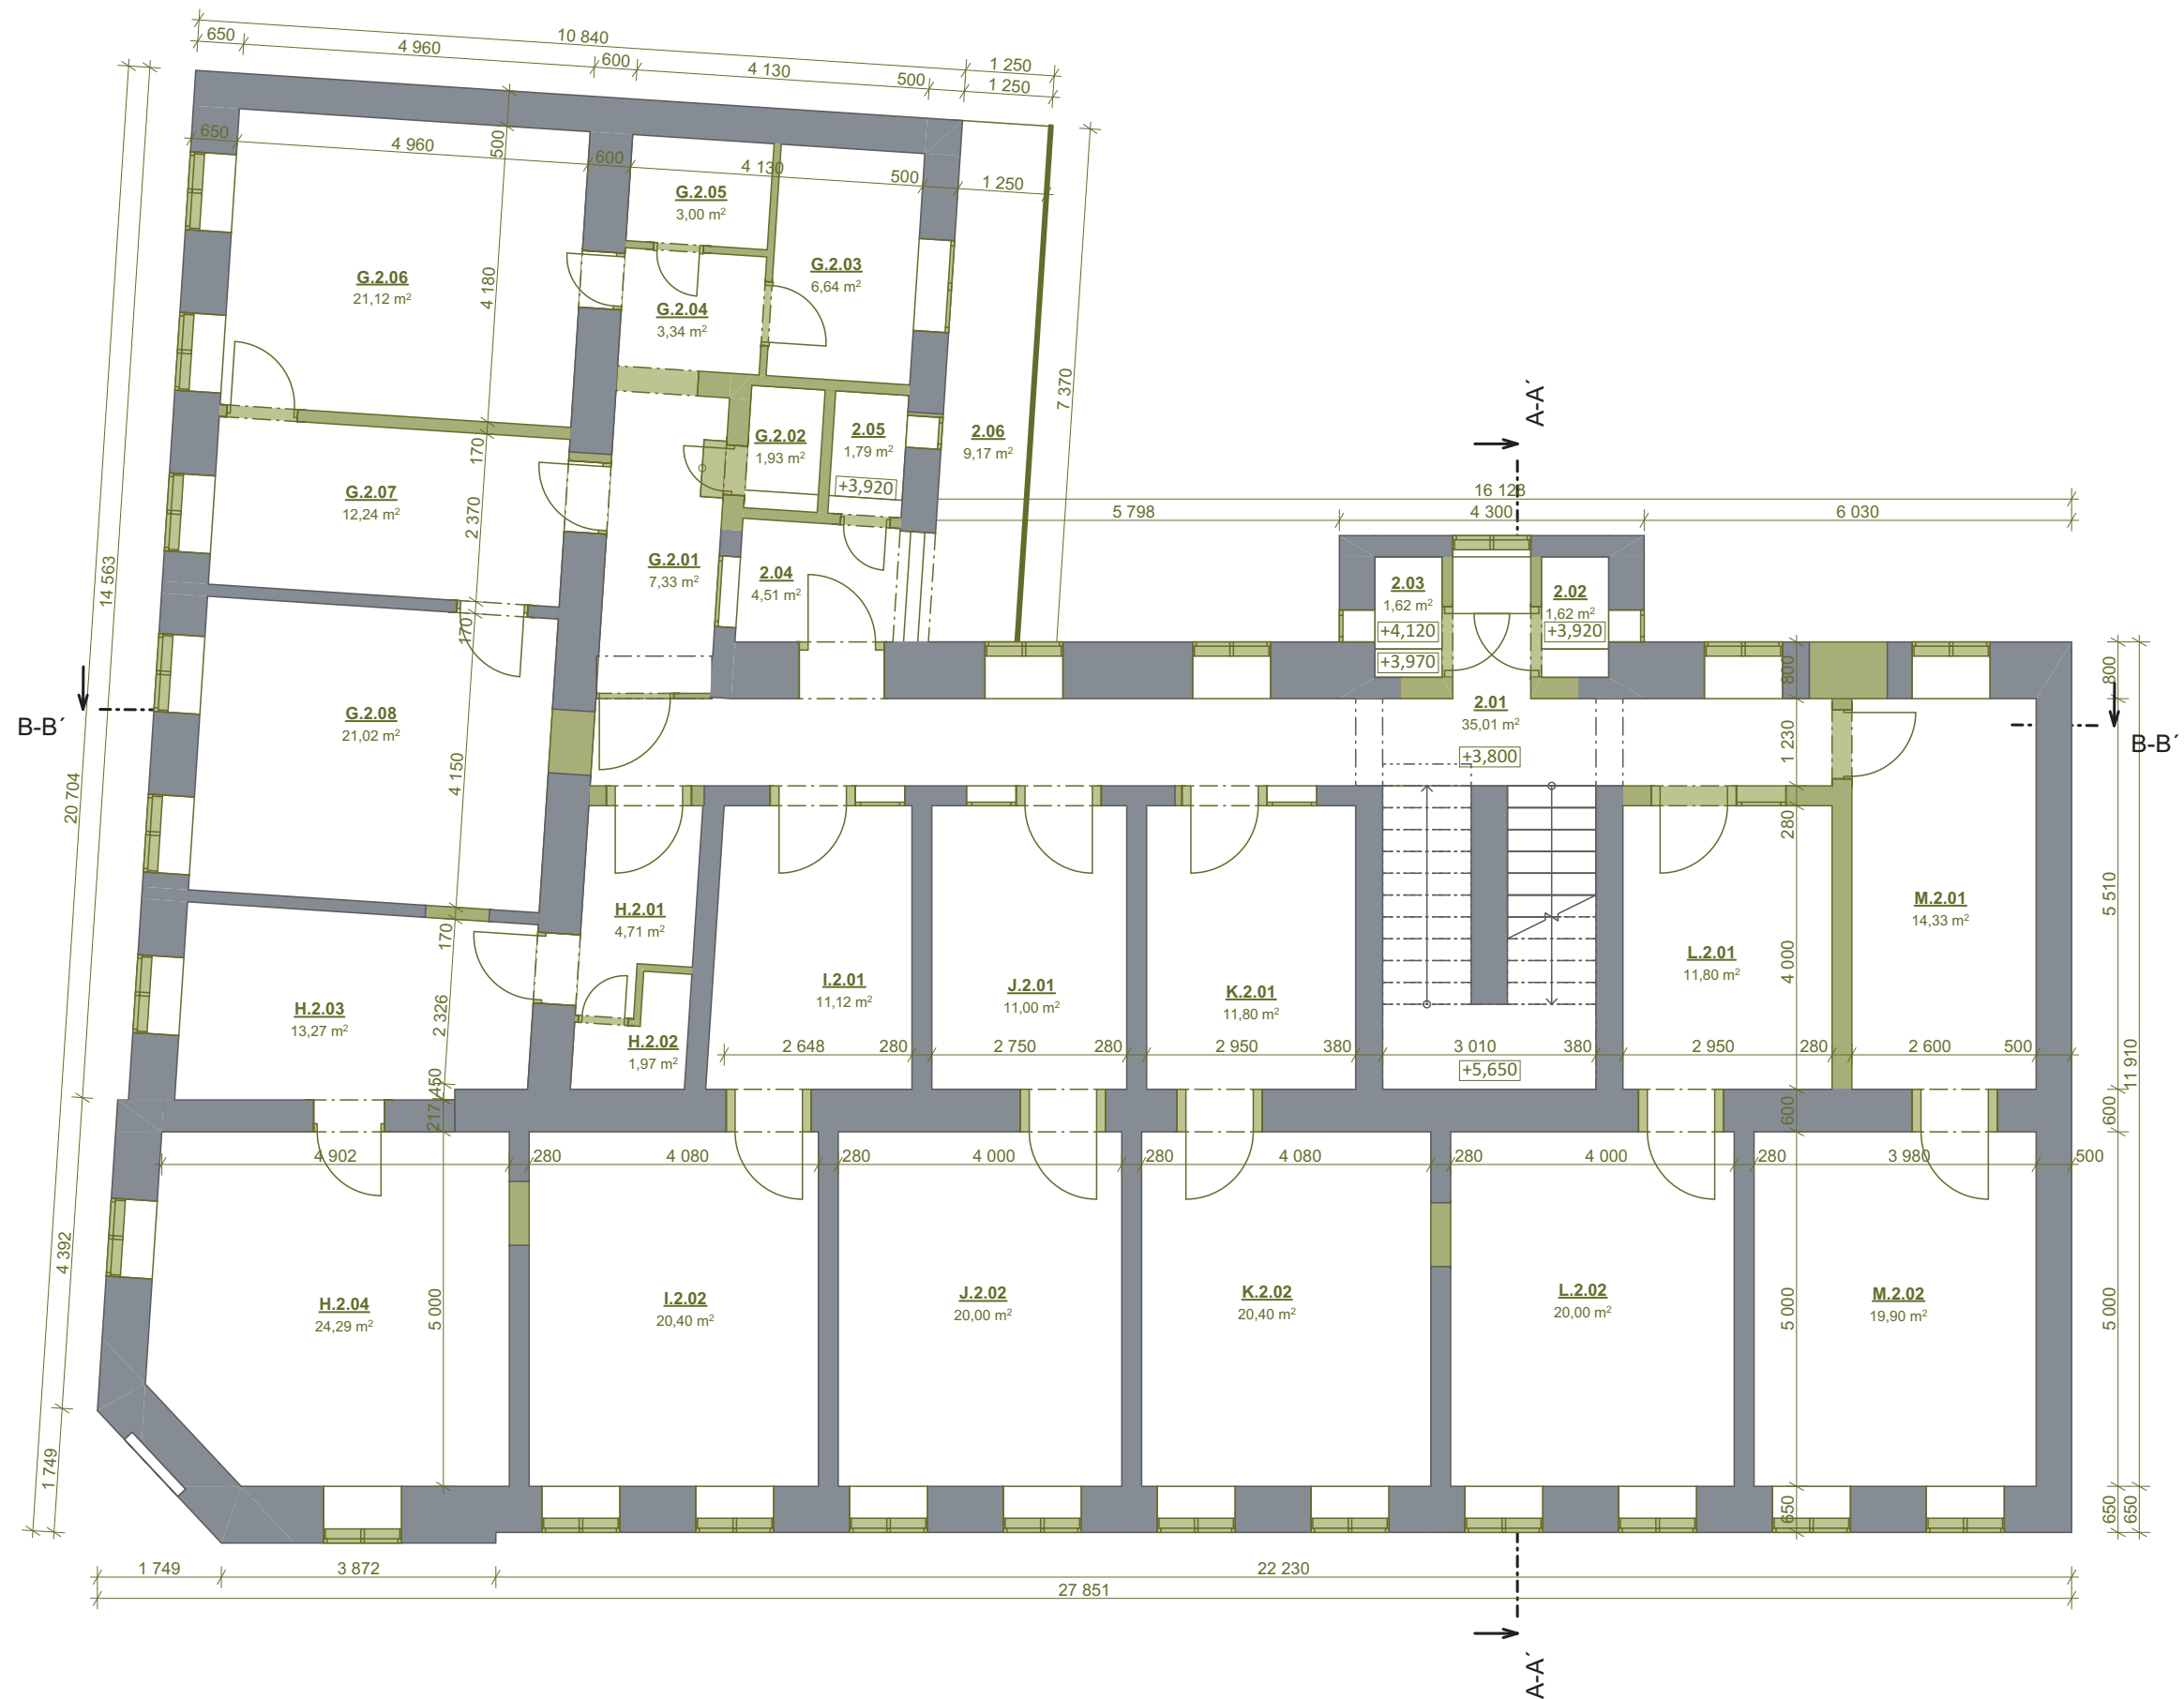 10 840
650
4 960
600
4 130
500
1 250
1 250
650
4 960
500
600
4 130
500
1 250
G.2.05
3,00 m²
G.2.06
21,12 m²
4 180
G.2.03
6,64 m²
G.2.04
3,34 m²
7 370
A-A´
170
G.2.02
1,93 m²
2.05
1,79 m²
+3,920
2.06
9,17 m²
G.2.07
12,24 m²
2 370
16 128
5 798
4 300
6 030
14 563
G.2.01
7,33 m²
2.04
4,51 m²
2.03
1,62 m²
+4,120
+3,970
2.02
1,62 m²
+3,920
170
800
800
B-B´
G.2.08
21,02 m²
2.01
35,01 m²
+3,800
1 230
B-B´
4 150
20 704
280
5 510
H.2.01
4,71 m²
M.2.01
14,33 m²
170
I.2.01
11,12 m²
J.2.01
11,00 m²
K.2.01
11,80 m²
L.2.01
11,80 m²
4 000
H.2.03
13,27 m²
2 326
H.2.02
1,97 m²
2 648
280
2 750
280
2 950
380
3 010
380
2 950
280
2 600
500
+5,650
11 910
450
217
600
600
4 902
280
4 080
280
4 000
280
4 080
280
4 000
280
3 980
500
4 392
H.2.04
24,29 m²
5 000
I.2.02
20,40 m²
J.2.02
20,00 m²
K.2.02
20,40 m²
L.2.02
20,00 m²
5 000
M.2.02
19,90 m²
5 000
1 749
650
650
650
1 749
3 872
22 230
27 851
A-A´